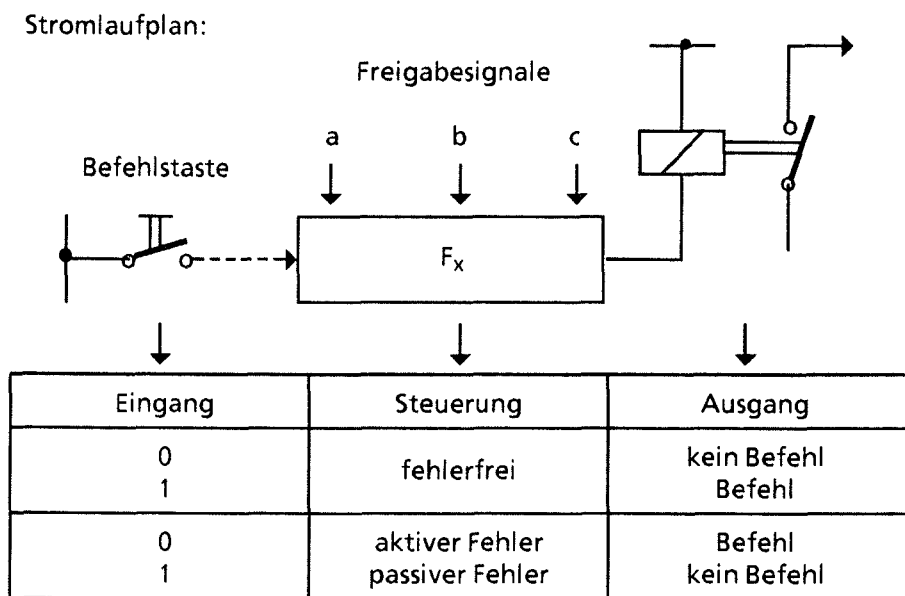 Stromlaufplan:
Freigabesignale
a b c
Befehlstaste
Fx
Eingang Steuerung Ausgang
0 fehlerfrei kein Befehl
1 Befehl
0 aktiver Fehler Befehl
1 passiver Fehler kein Befehl